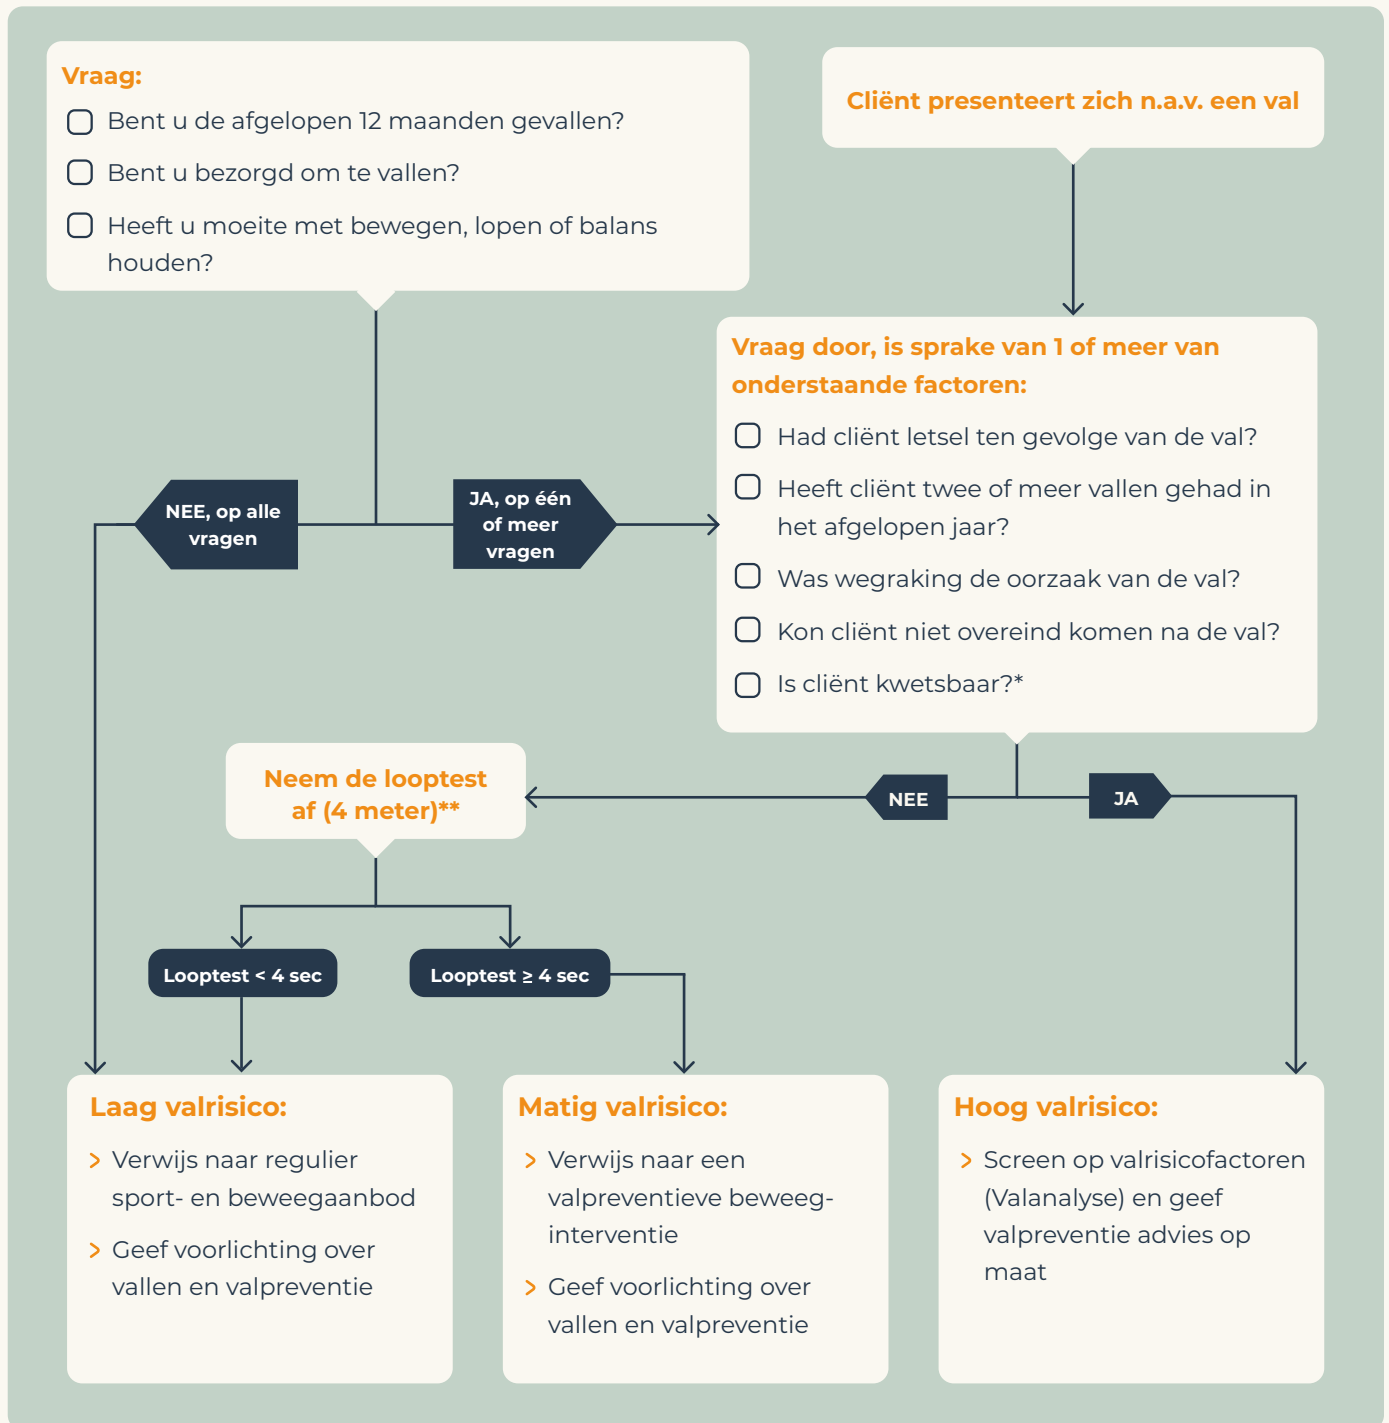 Vraag:
Bent u de afgelopen 12 maanden gevallen?
Bent u bezorgd om te vallen?
Heeft u moeite met bewegen, lopen of balans
houden?
Cliënt presenteert zich n.a.v. een val
Vraag door, is sprake van 1 of meer van
onderstaande factoren:
Had cliënt letsel ten gevolge van de val?
Heeft cliënt twee of meer vallen gehad in
het afgelopen jaar?
Was wegraking de oorzaak van de val?
Kon cliënt niet overeind komen na de val?
Is cliënt kwetsbaar?*
NEE, op alle
vragen
JA, op één
of meer
vragen
Neem de looptest
af (4 meter)**
NEE
JA
Looptest < 4 sec
Looptest ≥ 4 sec
Laag valrisico:
Verwijs naar regulier
sport- en beweegaanbod
Geef voorlichting over
vallen en valpreventie
Matig valrisico:
Verwijs naar een
valpreventieve beweeg-
interventie
Geef voorlichting over
vallen en valpreventie
Hoog valrisico:
Screen op valrisicofactoren
(Valanalyse) en geef
valpreventie advies op
maat